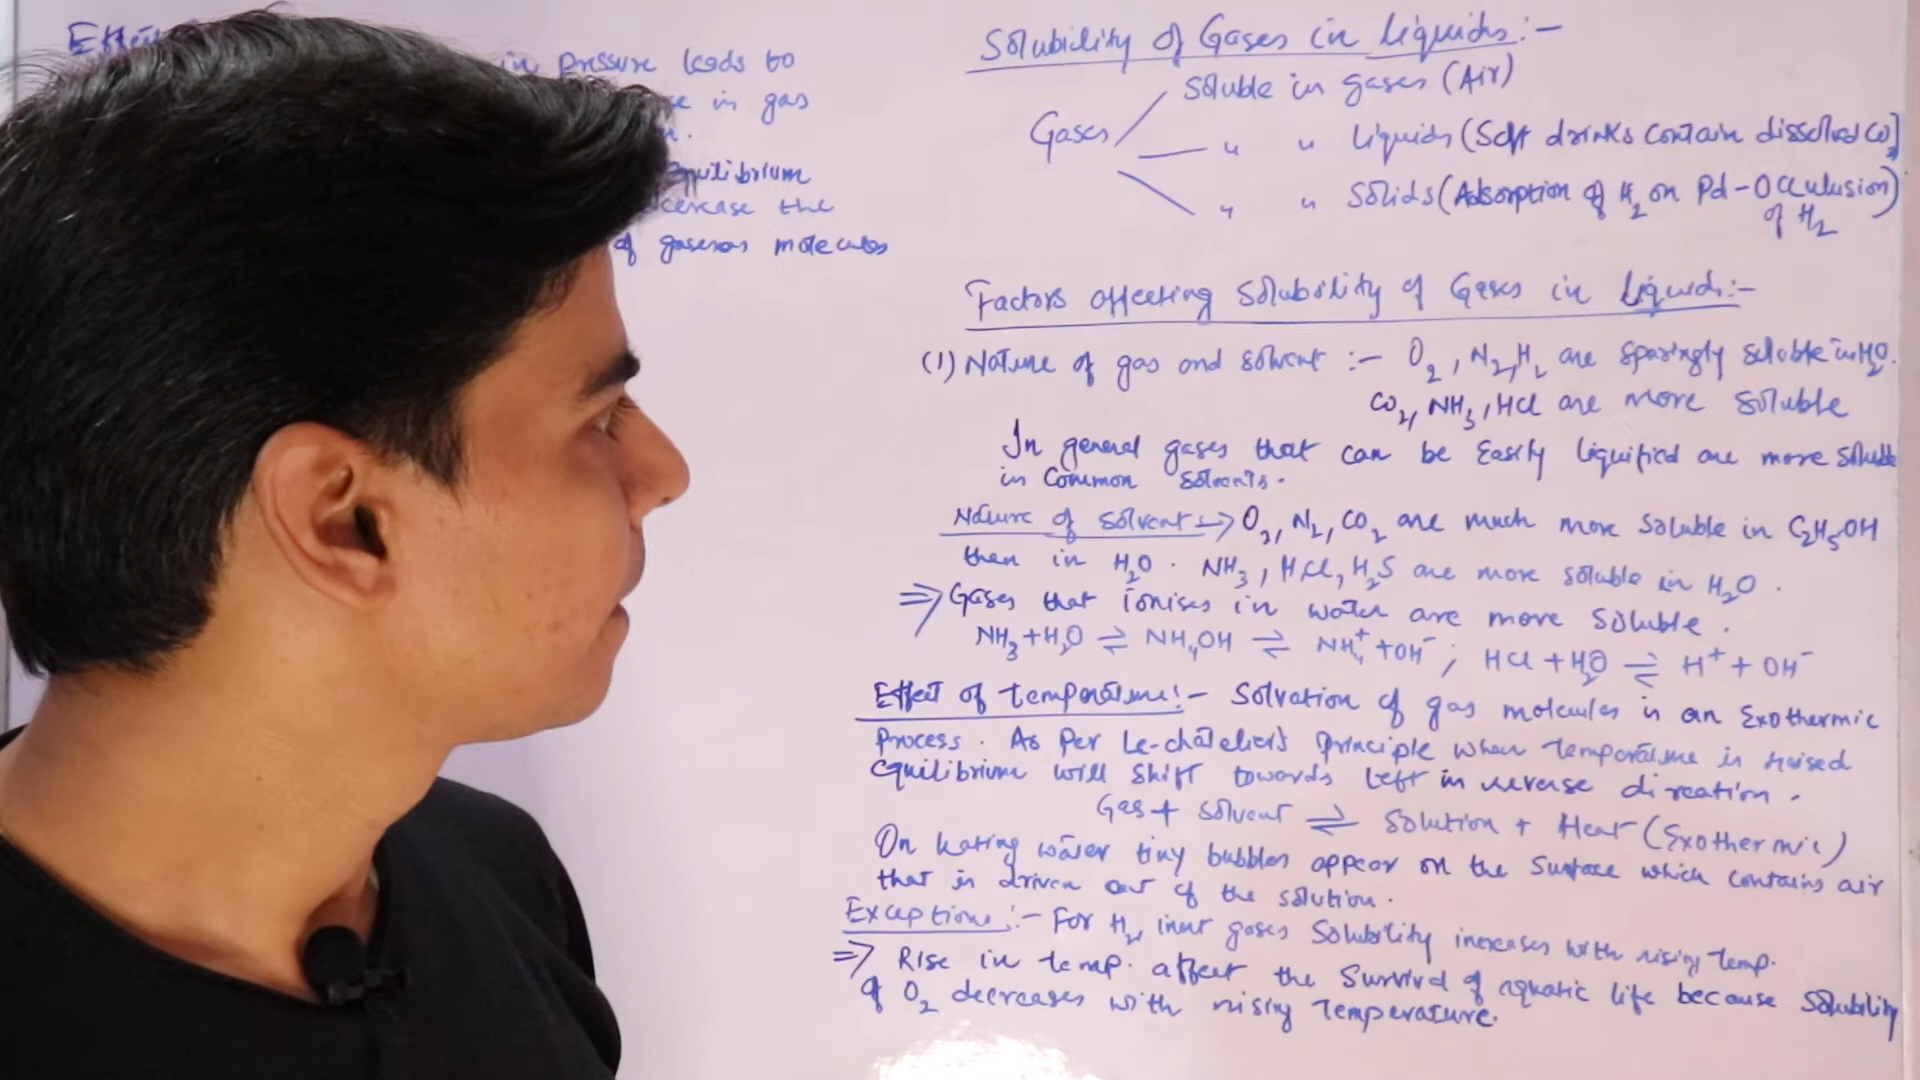 Effect
in pressure leads to
se in gas
n.
equilibrium
crease the
of gaseous molecules
Solubility of Gases in Liquids :-
Soluble in gases (Air)
Gases
" " Liquids (Soft drinks contain dissolved CO2)
" " Solids (Adsorption of H2 on Pd - Occulusion)
of H2
Factors affecting Solubility of Gases in Liquids :-
(1) Nature of gas and solvent :- O2, N2, H2 are sparingly soluble in H2O.
CO2, NH3, HCl are more soluble
In general gases that can be easily liquified are more soluble
in common solvents.
Nature of solvent → O2, N2, CO2 are much more soluble in C2H5OH
then in H2O. NH3, HCl, H2S are more soluble in H2O.
⇒ Gases that ionises in water are more soluble.
NH3 + H2O ⇌ NH4OH ⇌ NH4+ + OH- ; HCl + H2O ⇌ H+ + OH-
Effect of temperature :- Solvation of gas molecules is an Exothermic
Process. As Per Le-chatelier's Principle when temperature is raised
equilibrium will shift towards left in reverse direction.
Gas + solvent ⇌ Solution + Heat (Exothermic)
On heating water tiny bubbles appear on the surface which contains air
that is driven out of the solution.
Exceptions :- For H2, inert gases Solubility increases with rising temp.
⇒ Rise in temp. affect the Survival of aquatic life because Solubility
of O2 decreases with rising temperature.